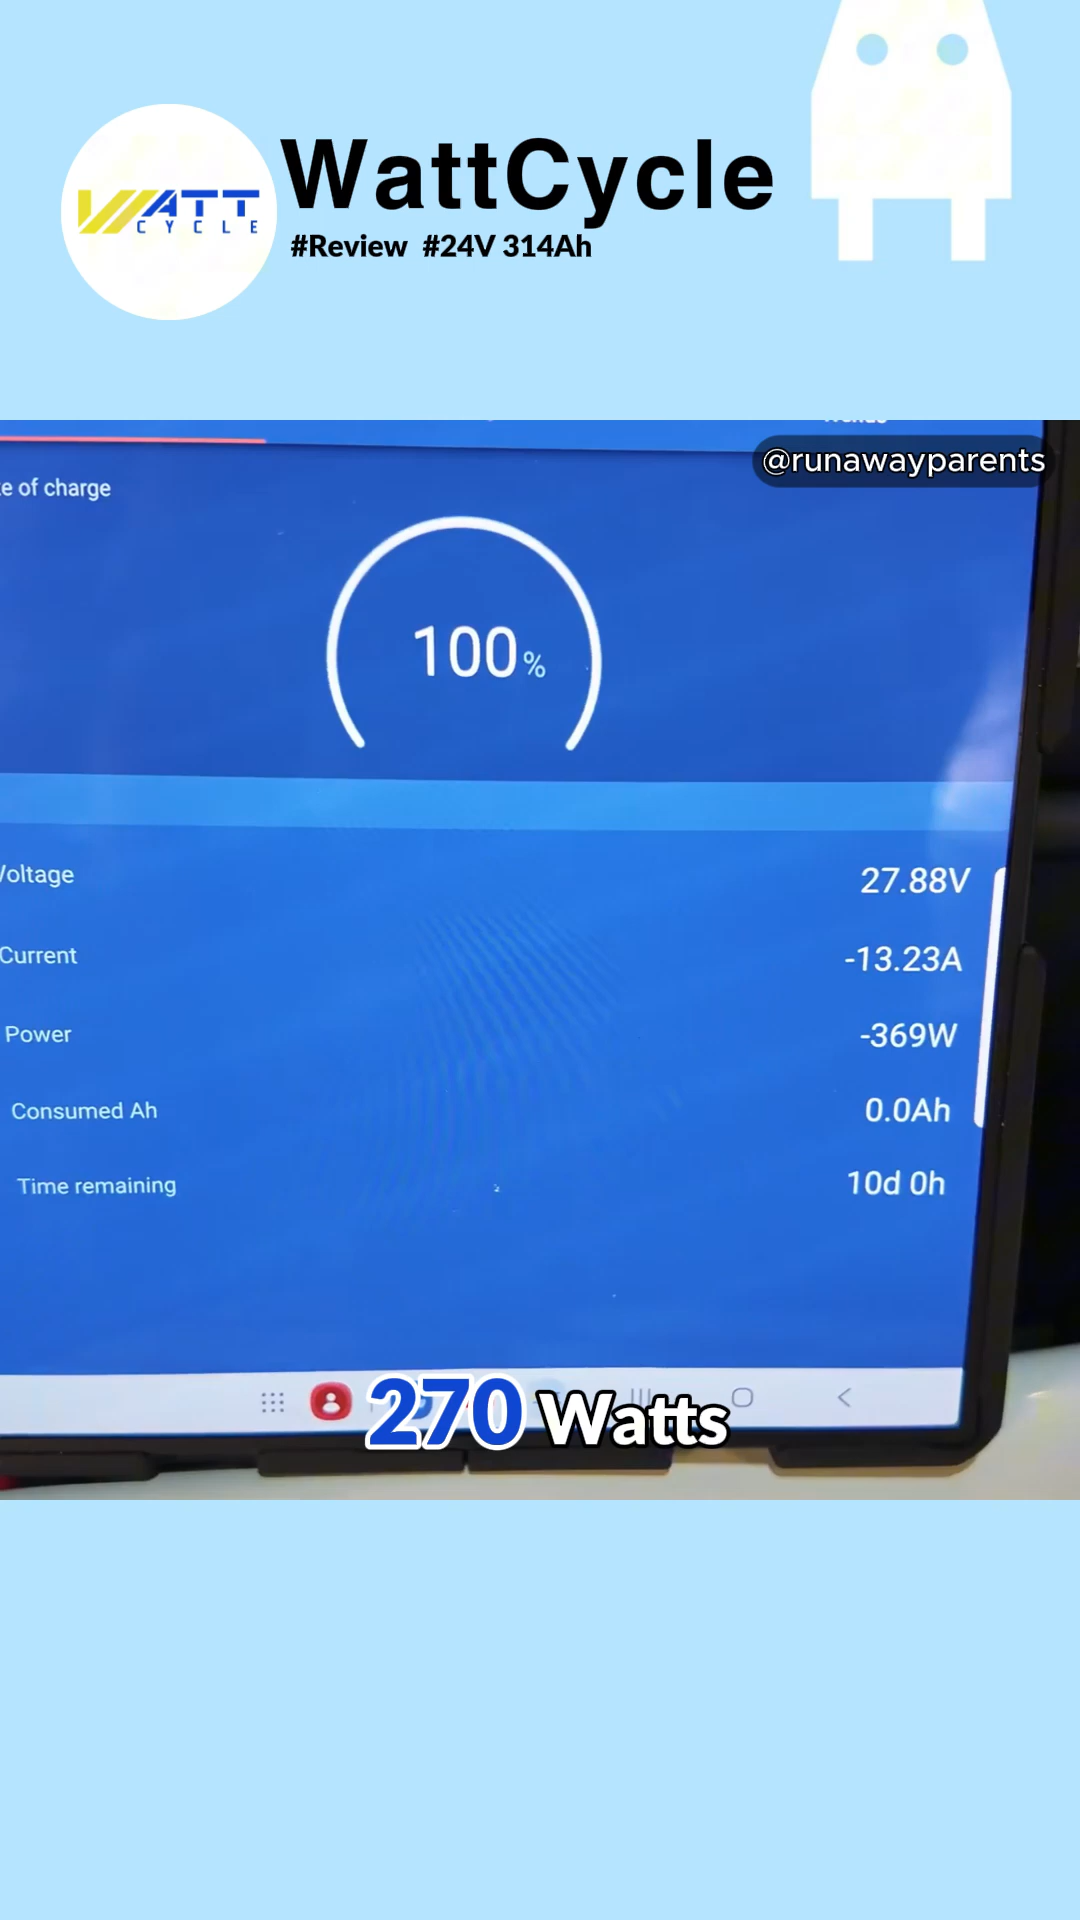 WATT
CYCLE
WattCycle
#Review #24V 314Ah
@runawayparents
e of charge
100%
Voltage
27.88V
Current
-13.23A
Power
-369W
Consumed Ah
0.0Ah
Time remaining
10d 0h
270 Watts